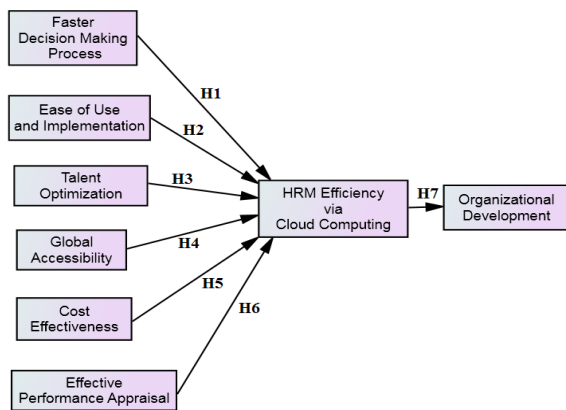 Faster
Decision Making
Process
H1
Ease of Use
and Implementation
H2
Talent
Optimization
H3
HRM Efficiency
via
Cloud Computing
H7
Organizational
Development
Global
Accessibility
H4
Cost
Effectiveness
H5
H6
Effective
Performance Appraisal